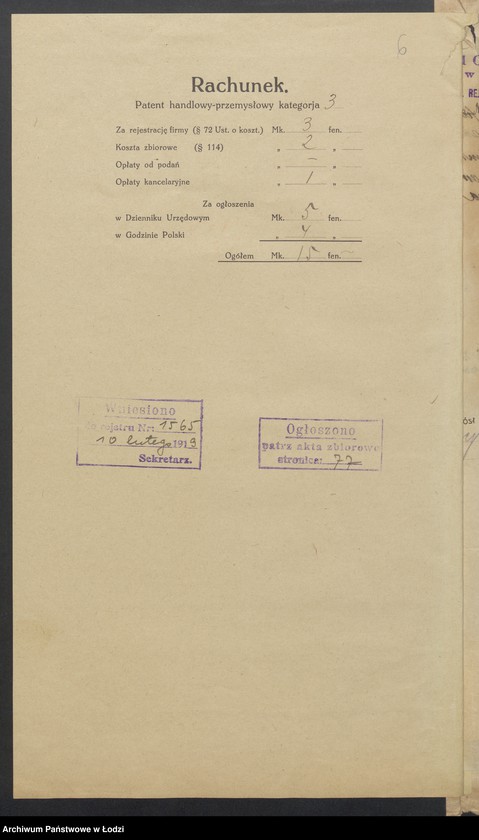 6
Rachunek.
Patent handlowy-przemysłowy kategorja 3
Za rejestrację firmy (§ 72 Ust. o koszt.) Mk. 3 fen.
Koszta zbiorowe (§ 114) „ 2 „
Opłaty od podań „ — „
Opłaty kancelaryjne „ 1 „
Za ogłoszenia
w Dzienniku Urzędowym Mk. 5 fen.
w Godzinie Polski „ 4 „
Ogółem Mk. 15 fen. —
Wniesiono
do rejstru Nr: 1565
10 lutego 1919
Sekretarz.
Ogłoszono
patrz akta zbiorowe
stronica: 77
Archiwum Państwowe w Łodzi